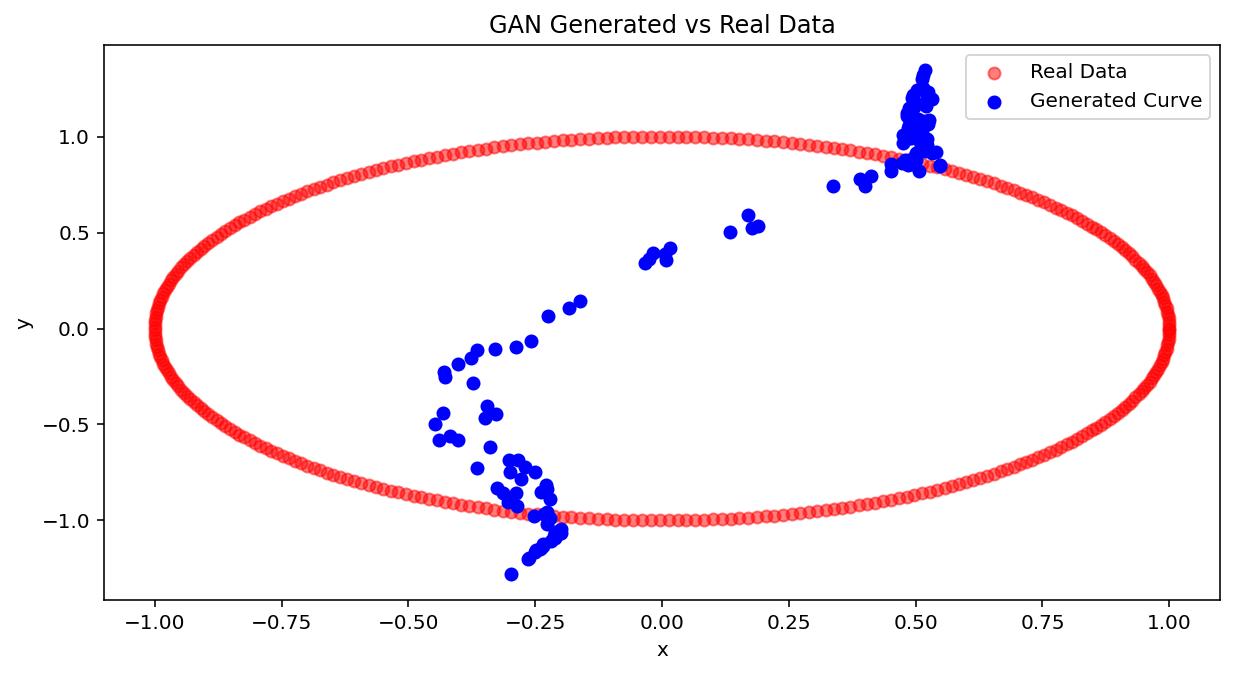 GAN Generated vs Real Data
Real Data
Generated Curve
1.0
0.5
0.0
−0.5
−1.0
y
−1.00 −0.75 −0.50 −0.25 0.00 0.25 0.50 0.75 1.00
x